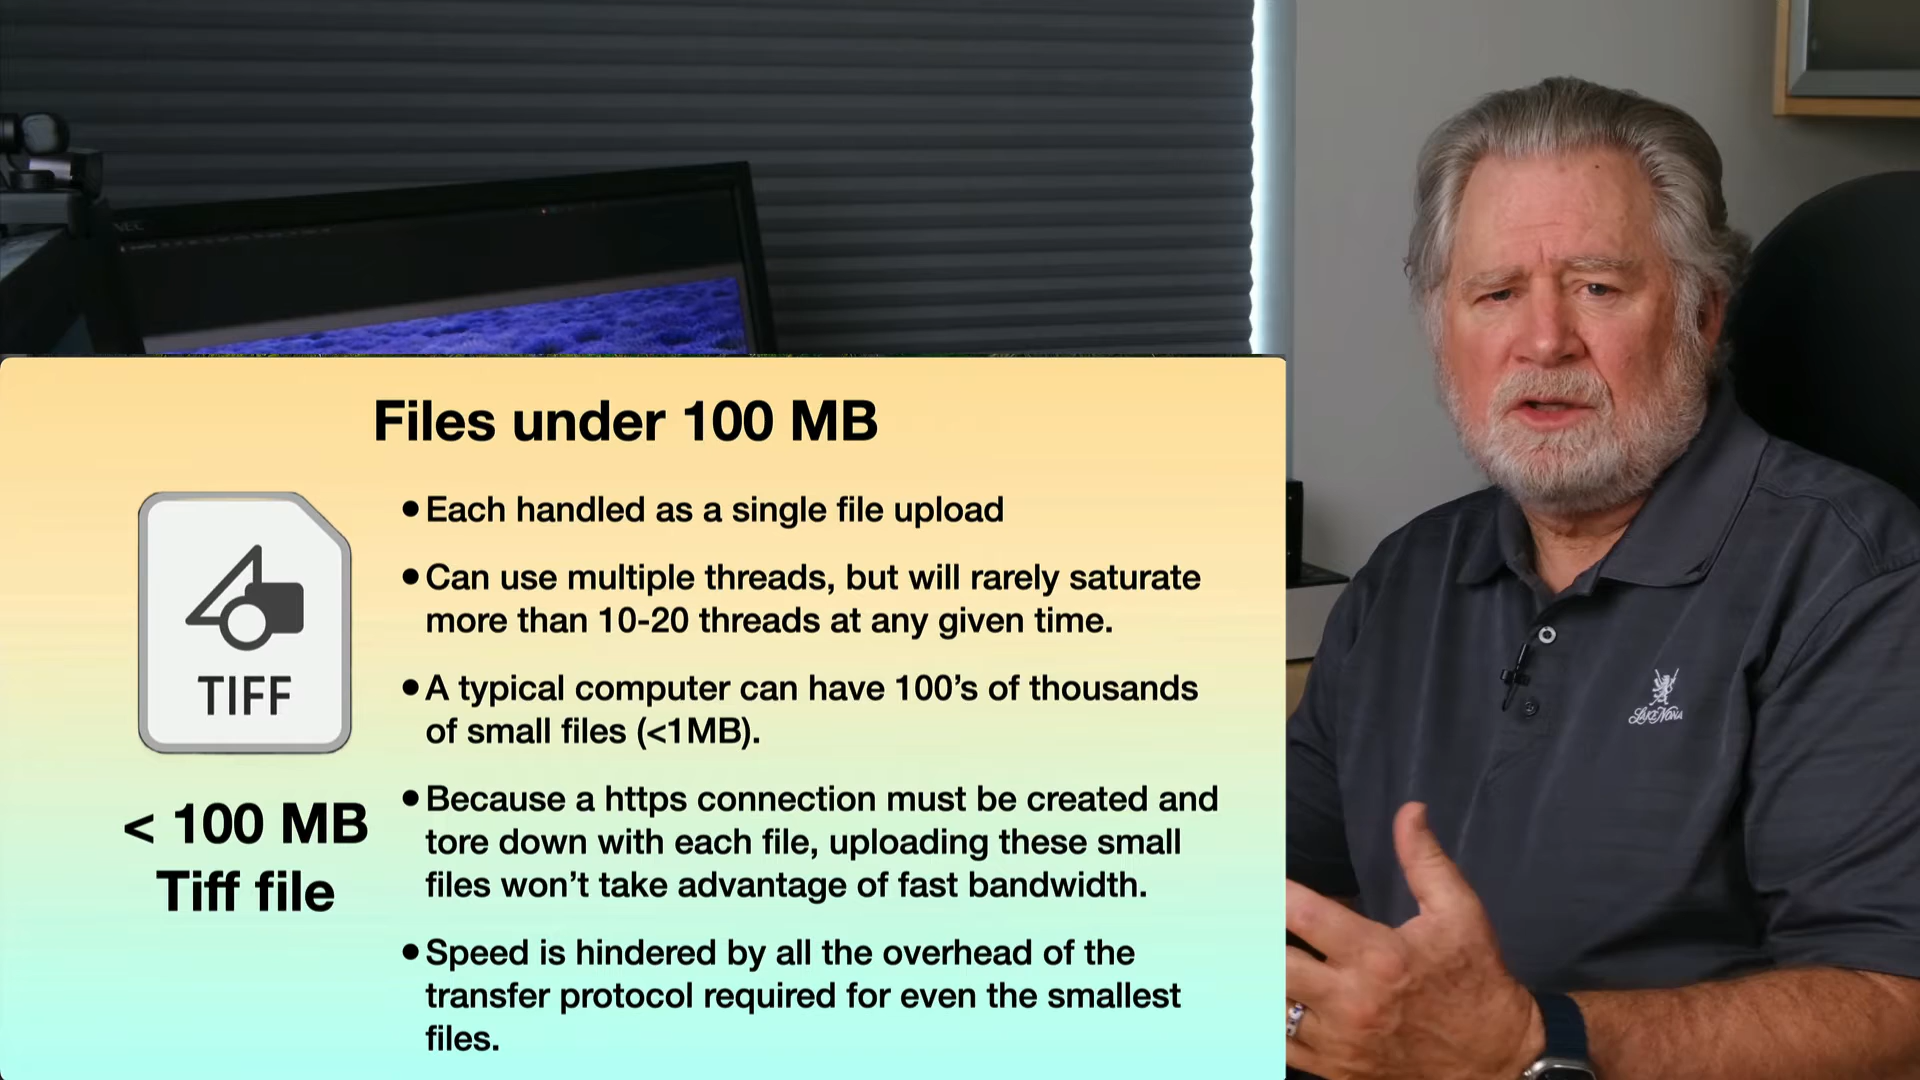 NEC
Files under 100 MB
•Each handled as a single file upload
•Can use multiple threads, but will rarely saturate
more than 10-20 threads at any given time.
•A typical computer can have 100’s of thousands
of small files (<1MB).
•Because a https connection must be created and
tore down with each file, uploading these small
files won’t take advantage of fast bandwidth.
•Speed is hindered by all the overhead of the
transfer protocol required for even the smallest
files.
TIFF
< 100 MB
Tiff file
Lake Nona